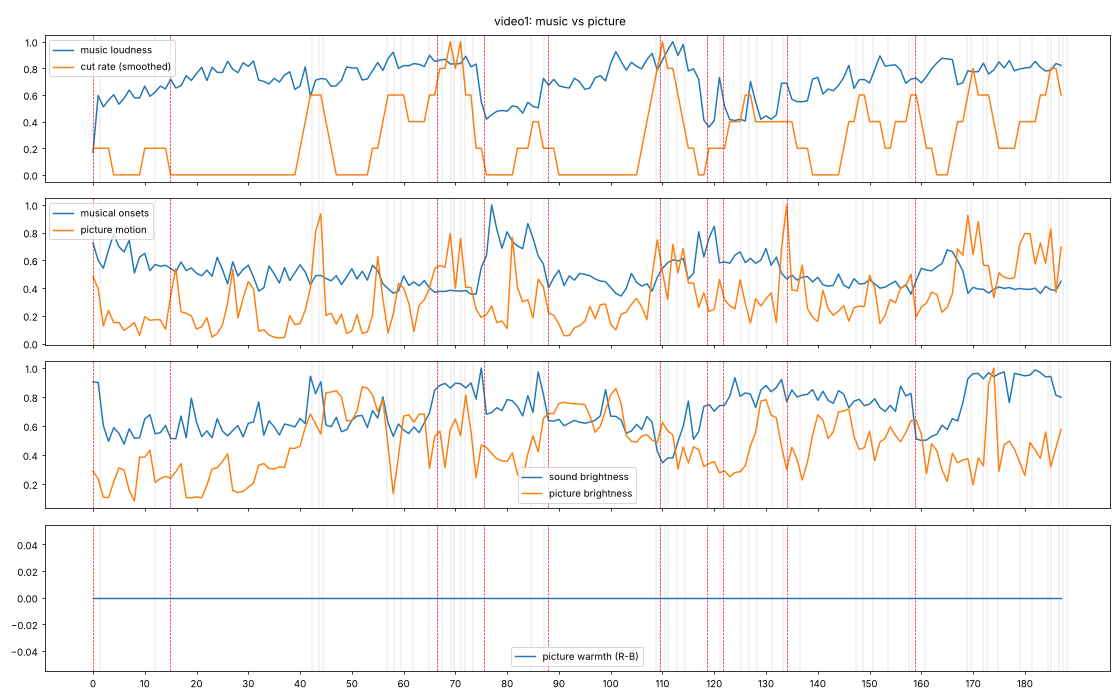 video1: music vs picture
music loudness
cut rate (smoothed)
1.0
0.8
0.6
0.4
0.2
0.0
musical onsets
picture motion
1.0
0.8
0.6
0.4
0.2
0.0
1.0
0.8
0.6
0.4
0.2
sound brightness
picture brightness
0.04
0.02
0.00
−0.02
−0.04
picture warmth (R-B)
0 10 20 30 40 50 60 70 80 90 100 110 120 130 140 150 160 170 180